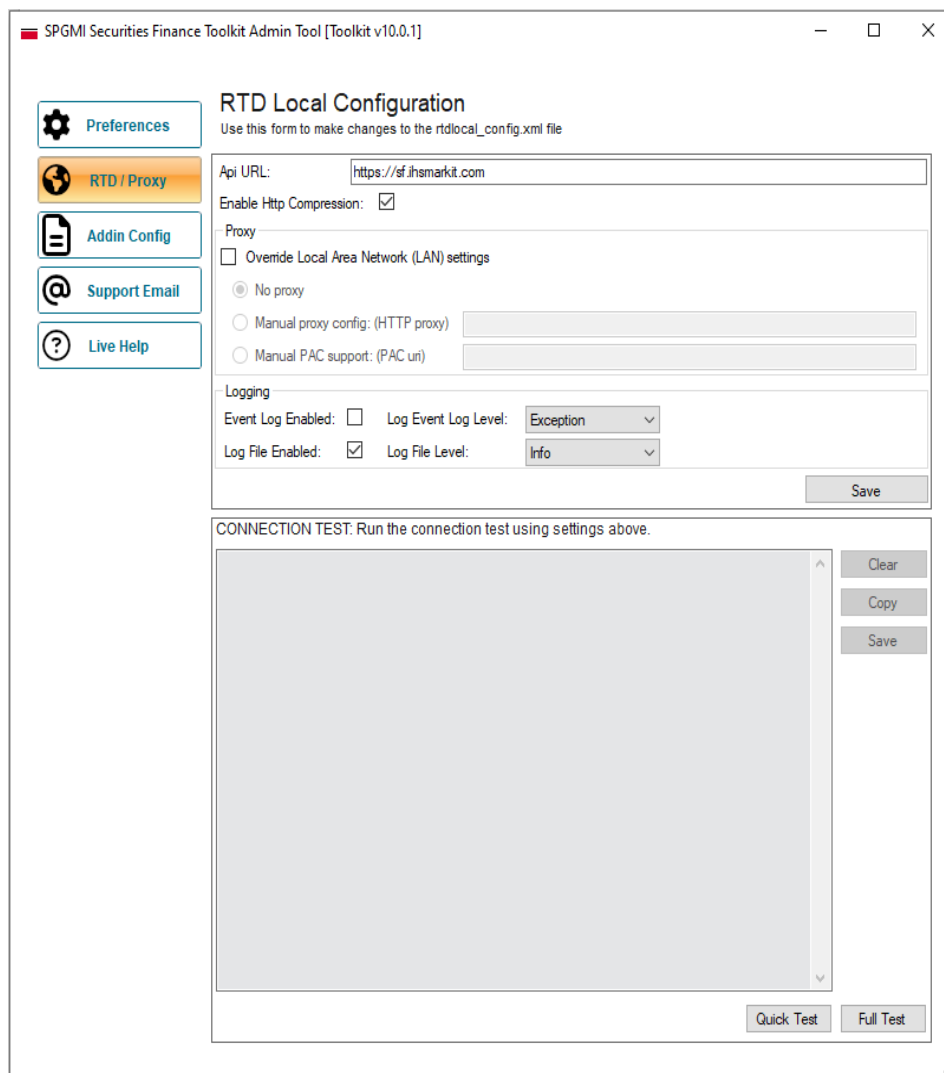 SPGMI Securities Finance Toolkit Admin Tool [Toolkit v10.0.1]
Preferences
RTD / Proxy
Addin Config
Support Email
Live Help
RTD Local Configuration
Use this form to make changes to the rtdlocal_config.xml file
Api URL: https://sf.ihsmarkit.com
Enable Http Compression:
Proxy
Override Local Area Network (LAN) settings
No proxy
Manual proxy config: (HTTP proxy)
Manual PAC support: (PAC uri)
Logging
Event Log Enabled: Log Event Log Level: Exception
Log File Enabled: Log File Level: Info
Save
CONNECTION TEST: Run the connection test using settings above.
Clear
Copy
Save
Quick Test Full Test